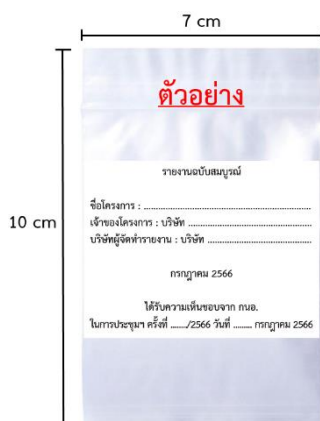 7 cm
ตัวอย่าง
รายงานฉบับสมบูรณ์
ชื่อโครงการ : ..............................................................
เจ้าของโครงการ : บริษัท ..............................................
บริษัทผู้จัดทำรายงาน : บริษัท .......................................
10 cm
กรกฎาคม 2566
ได้รับความเห็นชอบจาก กนอ.
ในการประชุมฯ ครั้งที่ ......./2566 วันที่ ........ กรกฎาคม 2566